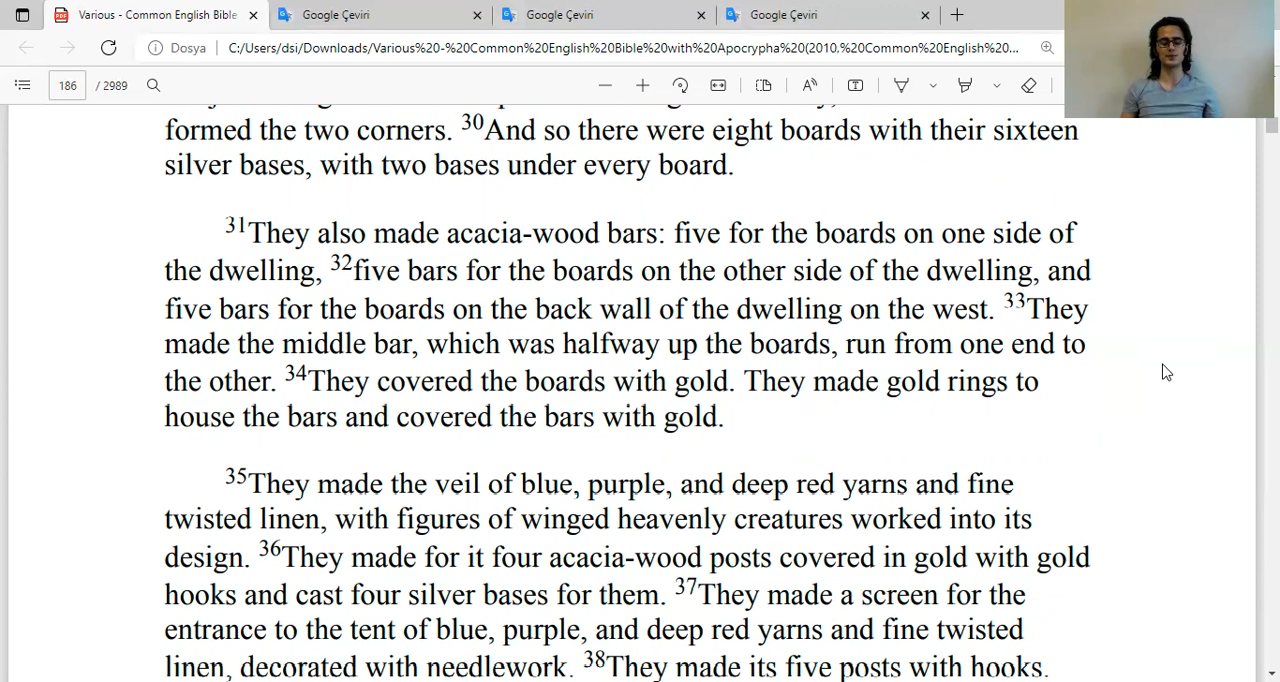 Various - Common English Bible
Google Çeviri
Google Çeviri
Google Çeviri
Dosya
C:/Users/dsi/Downloads/Various%20-%20Common%20English%20Bible%20with%20Apocrypha%20(2010,%20Common%20English%20...
186 / 2989
formed the two corners. 30And so there were eight boards with their sixteen
silver bases, with two bases under every board.
31They also made acacia-wood bars: five for the boards on one side of
the dwelling, 32five bars for the boards on the other side of the dwelling, and
five bars for the boards on the back wall of the dwelling on the west. 33They
made the middle bar, which was halfway up the boards, run from one end to
the other. 34They covered the boards with gold. They made gold rings to
house the bars and covered the bars with gold.
35They made the veil of blue, purple, and deep red yarns and fine
twisted linen, with figures of winged heavenly creatures worked into its
design. 36They made for it four acacia-wood posts covered in gold with gold
hooks and cast four silver bases for them. 37They made a screen for the
entrance to the tent of blue, purple, and deep red yarns and fine twisted
linen, decorated with needlework. 38They made its five posts with hooks.